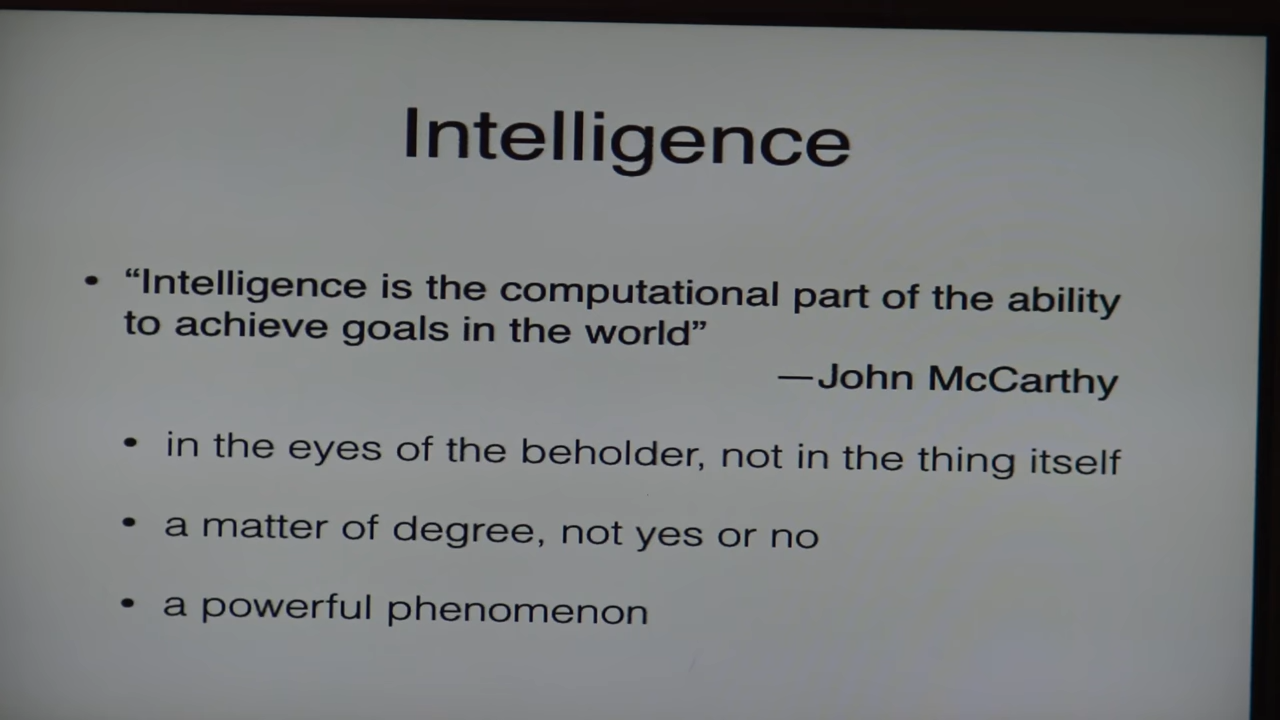 Intelligence
• “Intelligence is the computational part of the ability
to achieve goals in the world”
—John McCarthy
• in the eyes of the beholder, not in the thing itself
• a matter of degree, not yes or no
• a powerful phenomenon